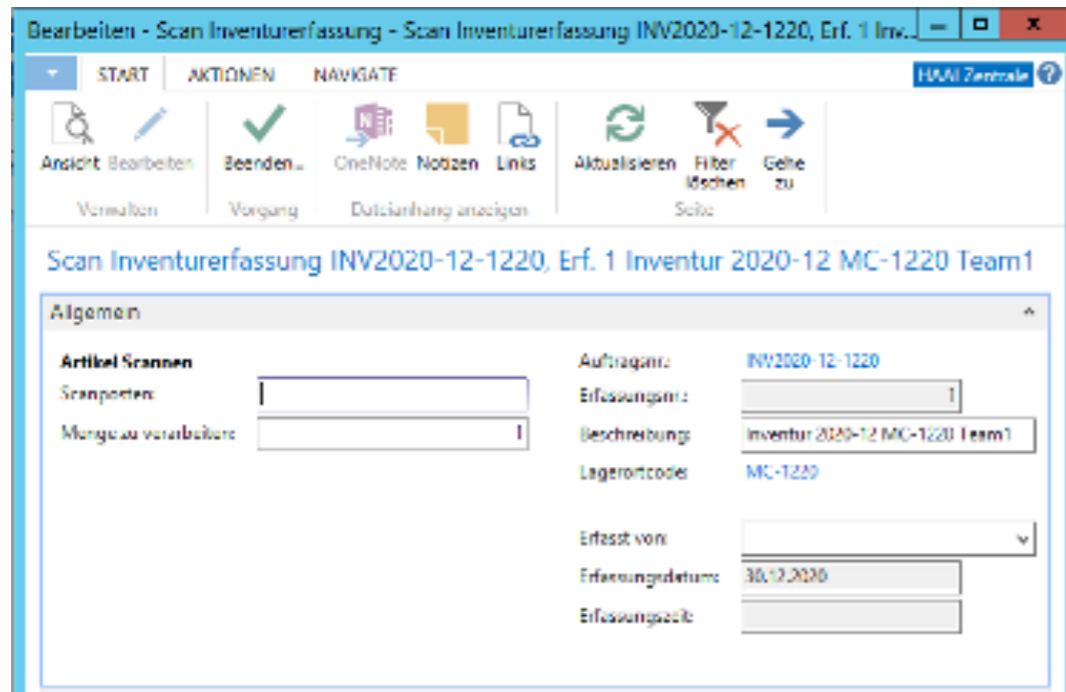 Bearbeiten - Scan Inventurerfassung - Scan Inventurerfassung INV2020-12-1220, Erf. 1 Inv...
START AKTIONEN NAVIGATE HAAI Zentrale
Ansicht Bearbeiten Beenden... OneNote Notizen Links Aktualisieren Filter löschen Gehe zu
Verwalten Vorgang Dateianhang anzeigen Seite
Scan Inventurerfassung INV2020-12-1220, Erf. 1 Inventur 2020-12 MC-1220 Team1
Allgemein
Artikel Scannen
Scanposten:
Menge zu verarbeiten: 1
Auftragsnr.: INV2020-12-1220
Erfassungsnr.: 1
Beschreibung: Inventur 2020-12 MC-1220 Team1
Lagerortcode: MC-1220
Erfasst von:
Erfassungsdatum: 30.12.2020
Erfassungszeit: